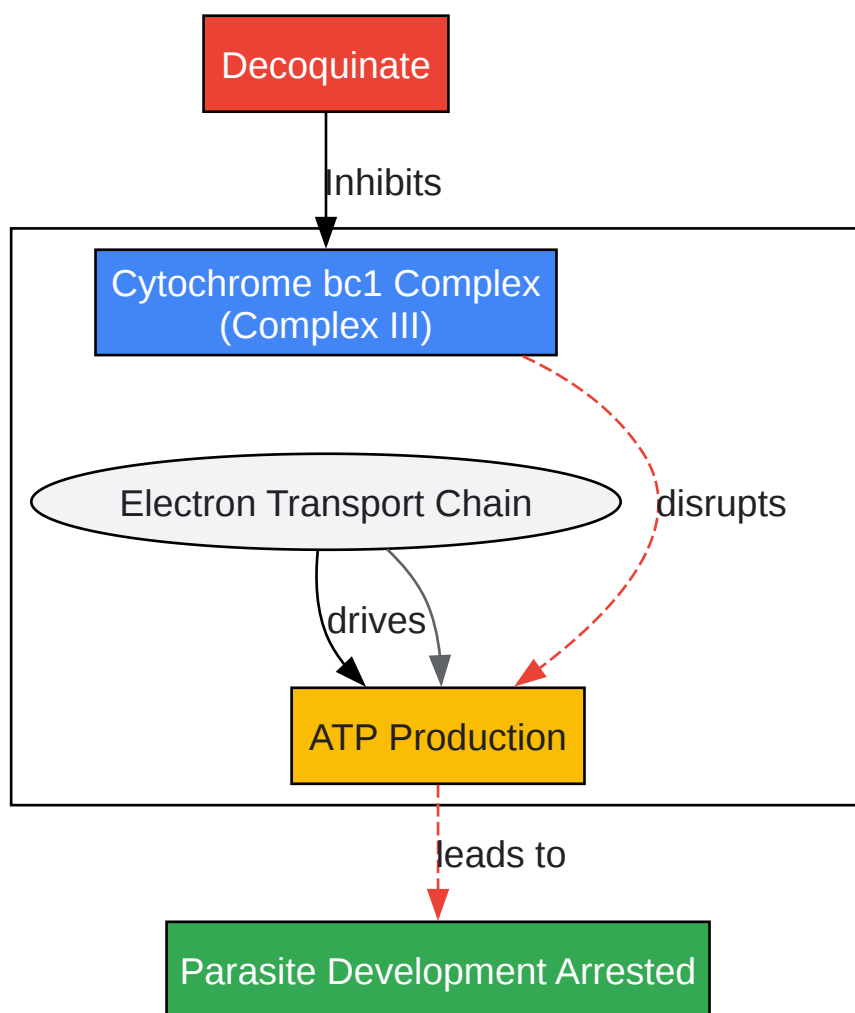 Decoquinate
Inhibits
Cytochrome bc1 Complex
(Complex III)
Electron Transport Chain
disrupts
drives
ATP Production
leads to
Parasite Development Arrested